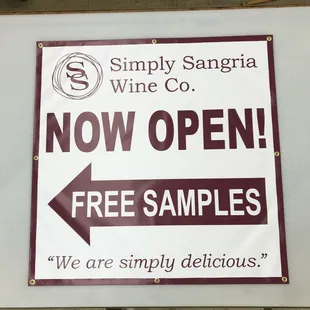 SS
Simply Sangria
Wine Co.
NOW OPEN!
FREE SAMPLES
“We are simply delicious.”